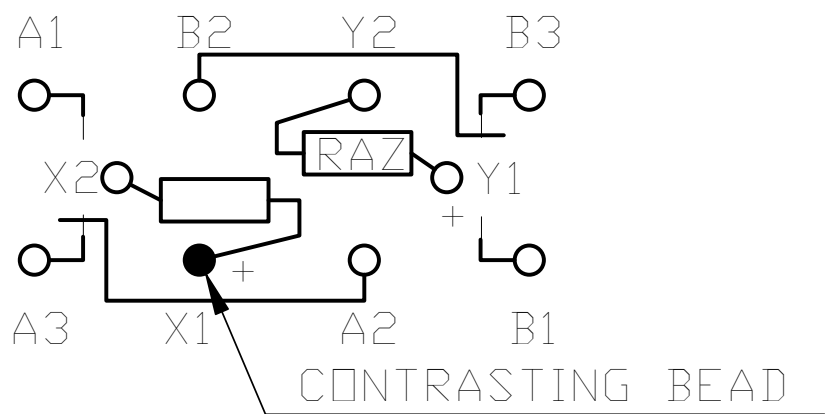 A1 B2 Y2 B3
RAZ
X2 Y1
+
+
A3 X1 A2 B1
CONTRASTING BEAD